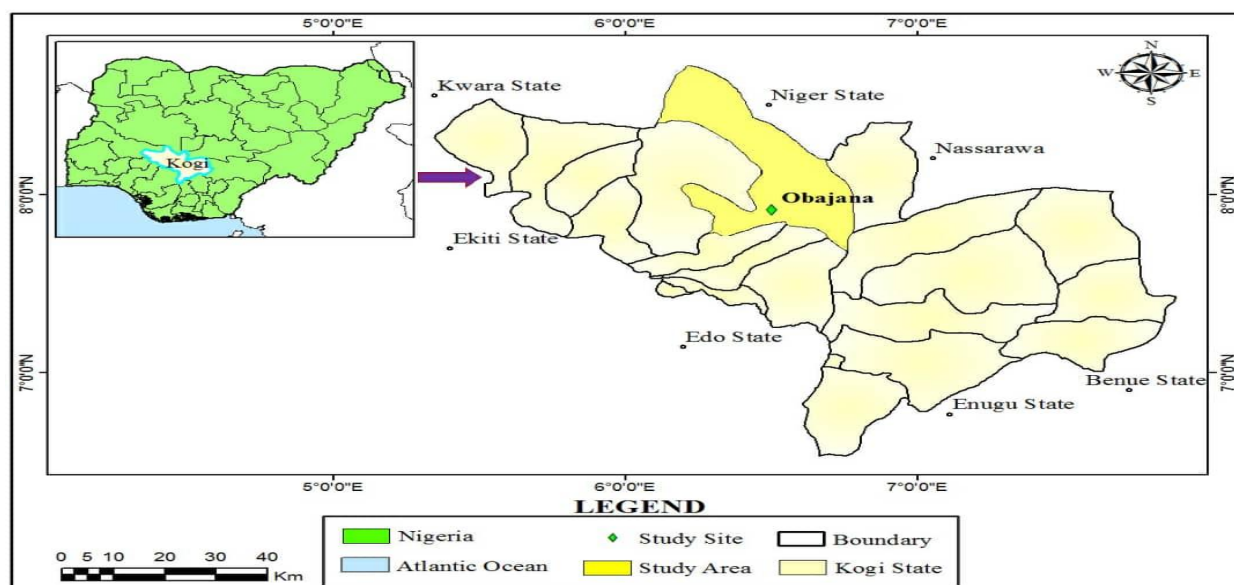 5°0'0"E 6°0'0"E 7°0'0"E
N
W E
S
Kwara State
Niger State
Kogi
Nassarawa
8°0'0"N
8°0'0"N
Obajana
Ekiti State
Edo State
7°0'0"N
7°0'0"N
Benue State
Enugu State
5°0'0"E 6°0'0"E 7°0'0"E
LEGEND
Nigeria Study Site Boundary
Atlantic Ocean Study Area Kogi State
0 5 10 20 30 40
Km